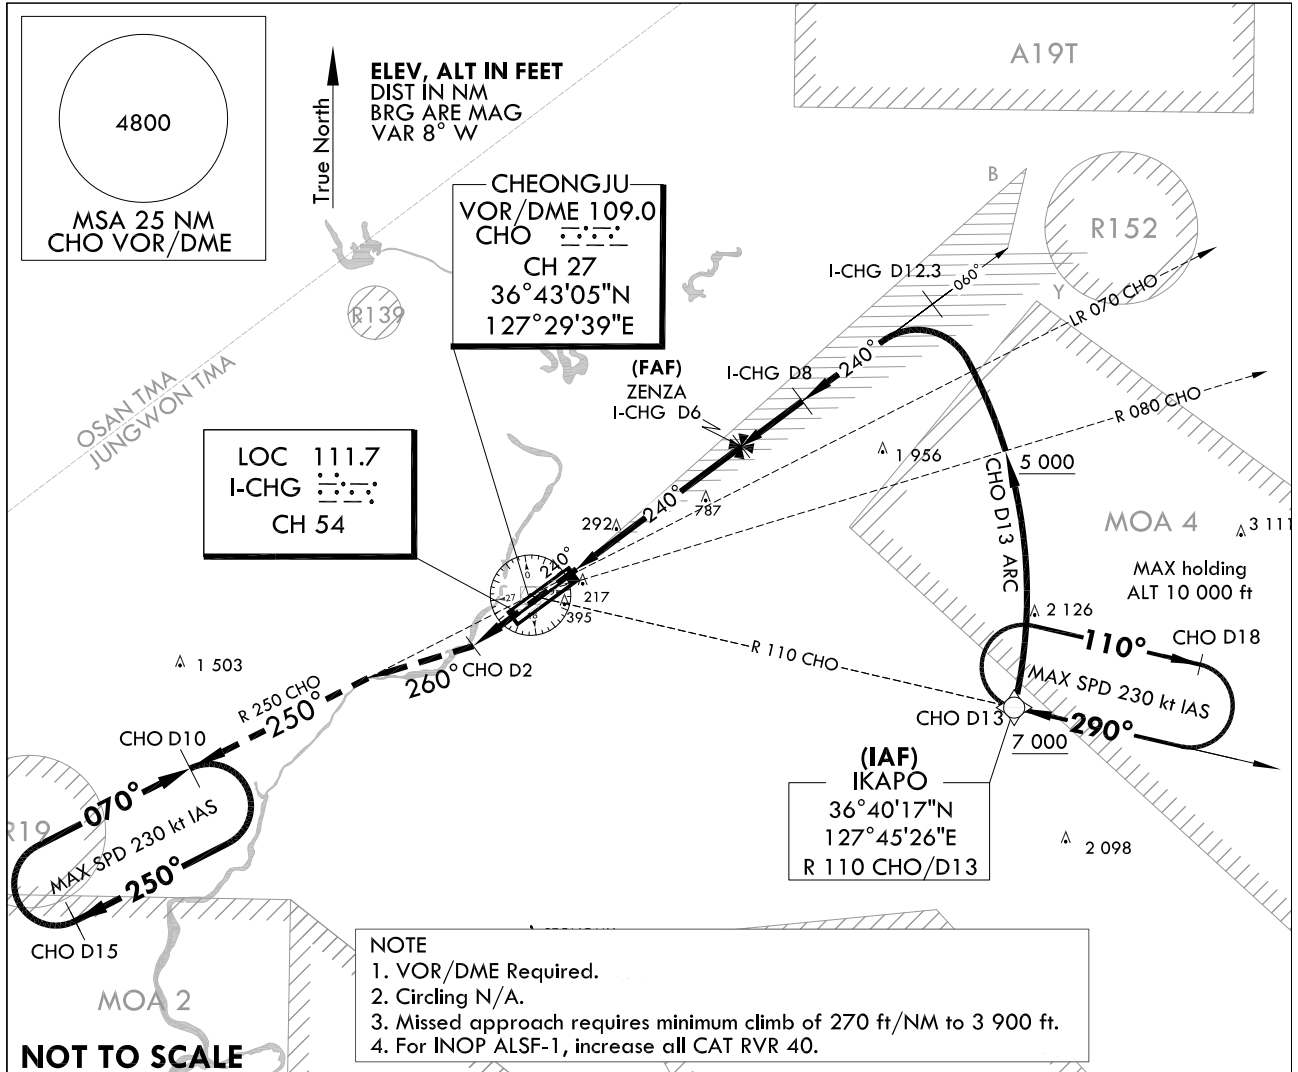 4800
MSA 25 NM
CHO VOR/DME
True North
ELEV, ALT IN FEET
DIST IN NM
BRG ARE MAG
VAR 8° W
A19T
CHEONGJU
VOR/DME 109.0
CHO
CH 27
36°43'05"N
127°29'39"E
B
R152
Y
R139
I-CHG D12.3
060°
LR 070 CHO
OSAN TMA
JUNGWON TMA
(FAF)
ZENZA
I-CHG D6
I-CHG D8
240°
R 080 CHO
LOC 111.7
I-CHG
CH 54
1 956
5 000
CHO D13 ARC
MOA 4
3 111
MAX holding
ALT 10 000 ft
240°
787
292
240°
0
27
217
395
2 126
110°
CHO D18
MAX SPD 230 kt IAS
290°
R 110 CHO
CHO D13
7 000
1 503
CHO D2
260°
R 250 CHO
250°
CHO D10
070°
MAX SPD 230 kt IAS
250°
R19
CHO D15
(IAF)
IKAPO
36°40'17"N
127°45'26"E
R 110 CHO/D13
2 098
MOA 2
NOTE
1. VOR/DME Required.
2. Circling N/A.
3. Missed approach requires minimum climb of 270 ft/NM to 3 900 ft.
4. For INOP ALSF-1, increase all CAT RVR 40.
NOT TO SCALE